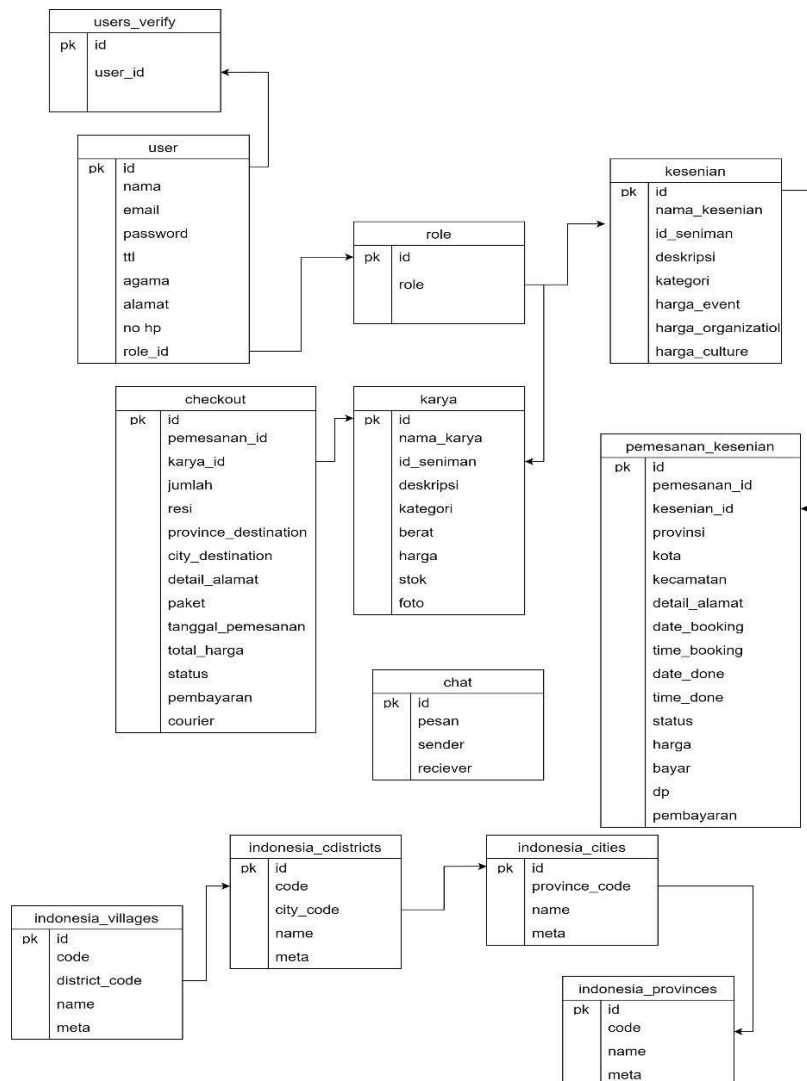 users_verify
pk id
user_id
user
pk id
nama
email
password
ttl
agama
alamat
no hp
role_id
role
pk id
role
kesenian
pk id
nama_kesenian
id_seniman
deskripsi
kategori
harga_event
harga_organizatiol
harga_culture
checkout
pk id
pemesanan_id
karya_id
jumlah
resi
province_destination
city_destination
detail_alamat
paket
tanggal_pemesanan
total_harga
status
pembayaran
courier
karya
pk id
nama_karya
id_seniman
deskripsi
kategori
berat
harga
stok
foto
pemesanan_kesenian
pk id
pemesanan_id
kesenian_id
provinsi
kota
kecamatan
detail_alamat
date_booking
time_booking
date_done
time_done
status
harga
bayar
dp
pembayaran
chat
pk id
pesan
sender
reciever
indonesia_villages
pk id
code
district_code
name
meta
indonesia_cdistricts
pk id
code
city_code
name
meta
indonesia_cities
pk id
province_code
name
meta
indonesia_provinces
pk id
code
name
meta